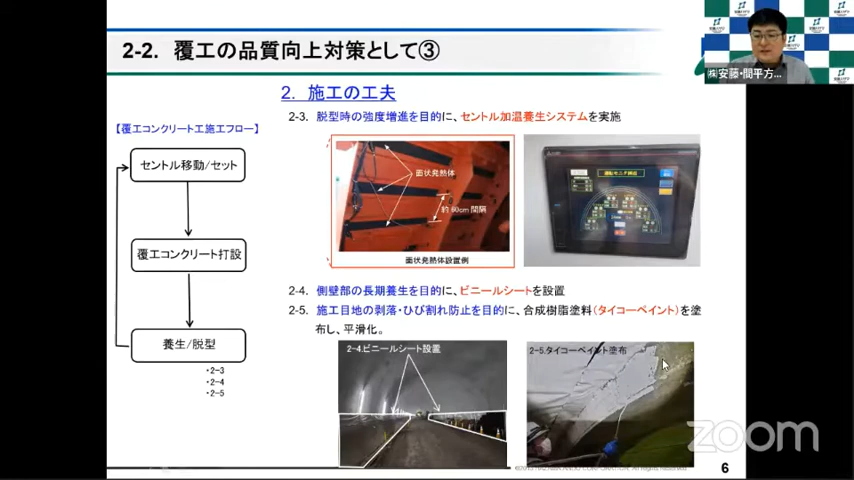 2-2. 覆工の品質向上対策として③
㈱安藤・間平方...
2. 施工の工夫
2-3. 脱型時の強度増進を目的に、セントル加温養生システムを実施
【覆工コンクリート工施工フロー】
セントル移動/セット
覆工コンクリート打設
養生/脱型
・2-3
・2-4
・2-5
面状発熱体
約60cm間隔
面状発熱体設置例
2-4. 側壁部の長期養生を目的に、ビニールシートを設置
2-5. 施工目地の剥落・ひび割れ防止を目的に、合成樹脂塗料(タイコーペイント)を塗
布し、平滑化。
2-4.ビニールシート設置
2-5.タイコーペイント塗布
zoom
6